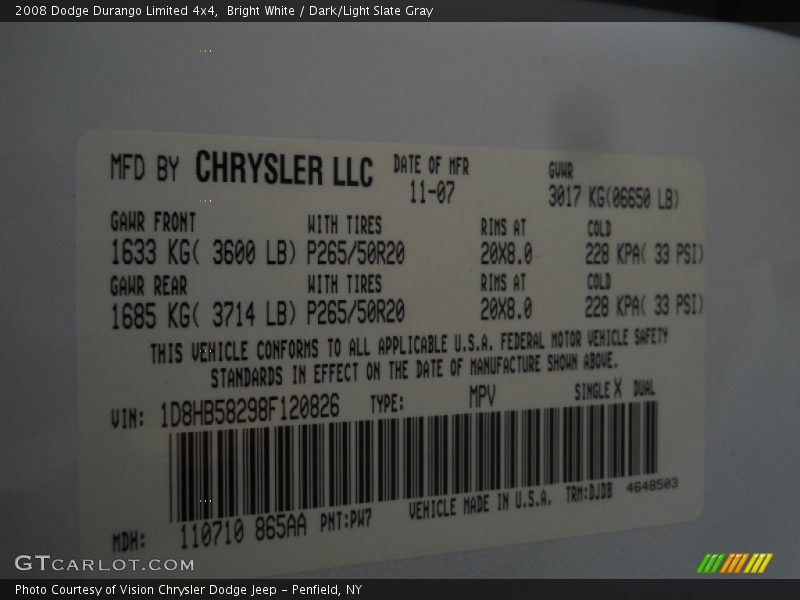 2008 Dodge Durango Limited 4x4,  Bright White / Dark/Light Slate Gray
MFD BY CHRYSLER LLC DATE OF MFR GVWR
11-07 3017 KG(06650 LB)
GAWR FRONT WITH TIRES RIMS AT COLD
1633 KG( 3600 LB) P265/50R20 20X8.0 228 KPA( 33 PSI)
GAWR REAR WITH TIRES RIMS AT COLD
1685 KG( 3714 LB) P265/50R20 20X8.0 228 KPA( 33 PSI)
THIS VEHICLE CONFORMS TO ALL APPLICABLE U.S.A. FEDERAL MOTOR VEHICLE SAFETY
STANDARDS IN EFFECT ON THE DATE OF MANUFACTURE SHOWN ABOVE.
VIN: 1D8HB58298F120826 TYPE: MPV SINGLE X DUAL
MDH: 110710 865AA PNT:PW7 VEHICLE MADE IN U.S.A. TRM:DJDB 4648503
GTCARLOT.COM
Photo Courtesy of Vision Chrysler Dodge Jeep – Penfield, NY